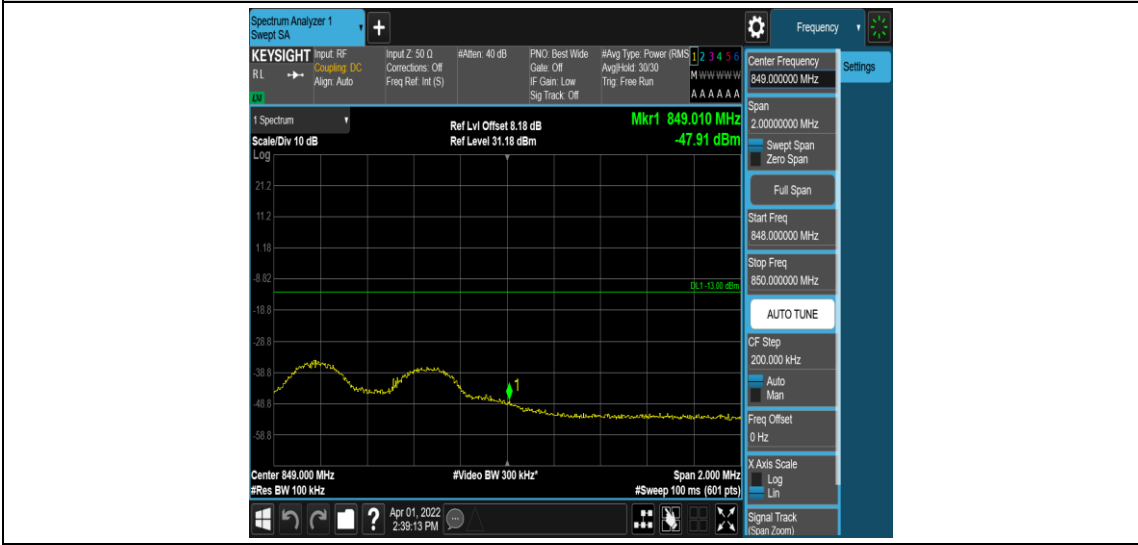 Spectrum Analyzer 1
Swept SA
+
Frequency
KEYSIGHT
RL
LXI
Input: RF
Coupling: DC
Align: Auto
Input Z: 50 Ω
Corrections: Off
Freq Ref: Int (S)
#Atten: 40 dB
PNO: Best Wide
Gate: Off
IF Gain: Low
Sig Track: Off
#Avg Type: Power (RMS
Avg|Hold: 30/30
Trig: Free Run
1 2 3 4 5 6
M W W W W W
A A A A A A
1 Spectrum
Scale/Div 10 dB
Ref Lvl Offset 8.18 dB
Ref Level 31.18 dBm
Mkr1 849.010 MHz
-47.91 dBm
Log
21.2
11.2
1.18
-8.82
-18.8
-28.8
-38.8
-48.8
-58.8
DL1 -13.00 dBm
1
Center 849.000 MHz
#Res BW 100 kHz
#Video BW 300 kHz*
Span 2.000 MHz
#Sweep 100 ms (601 pts)
Center Frequency
849.000000 MHz
Span
2.00000000 MHz
Swept Span
Zero Span
Full Span
Start Freq
848.000000 MHz
Stop Freq
850.000000 MHz
AUTO TUNE
CF Step
200.000 kHz
Auto
Man
Freq Offset
0 Hz
X Axis Scale
Log
Lin
Signal Track
(Span Zoom)
Settings
?
Apr 01, 2022
2:39:13 PM